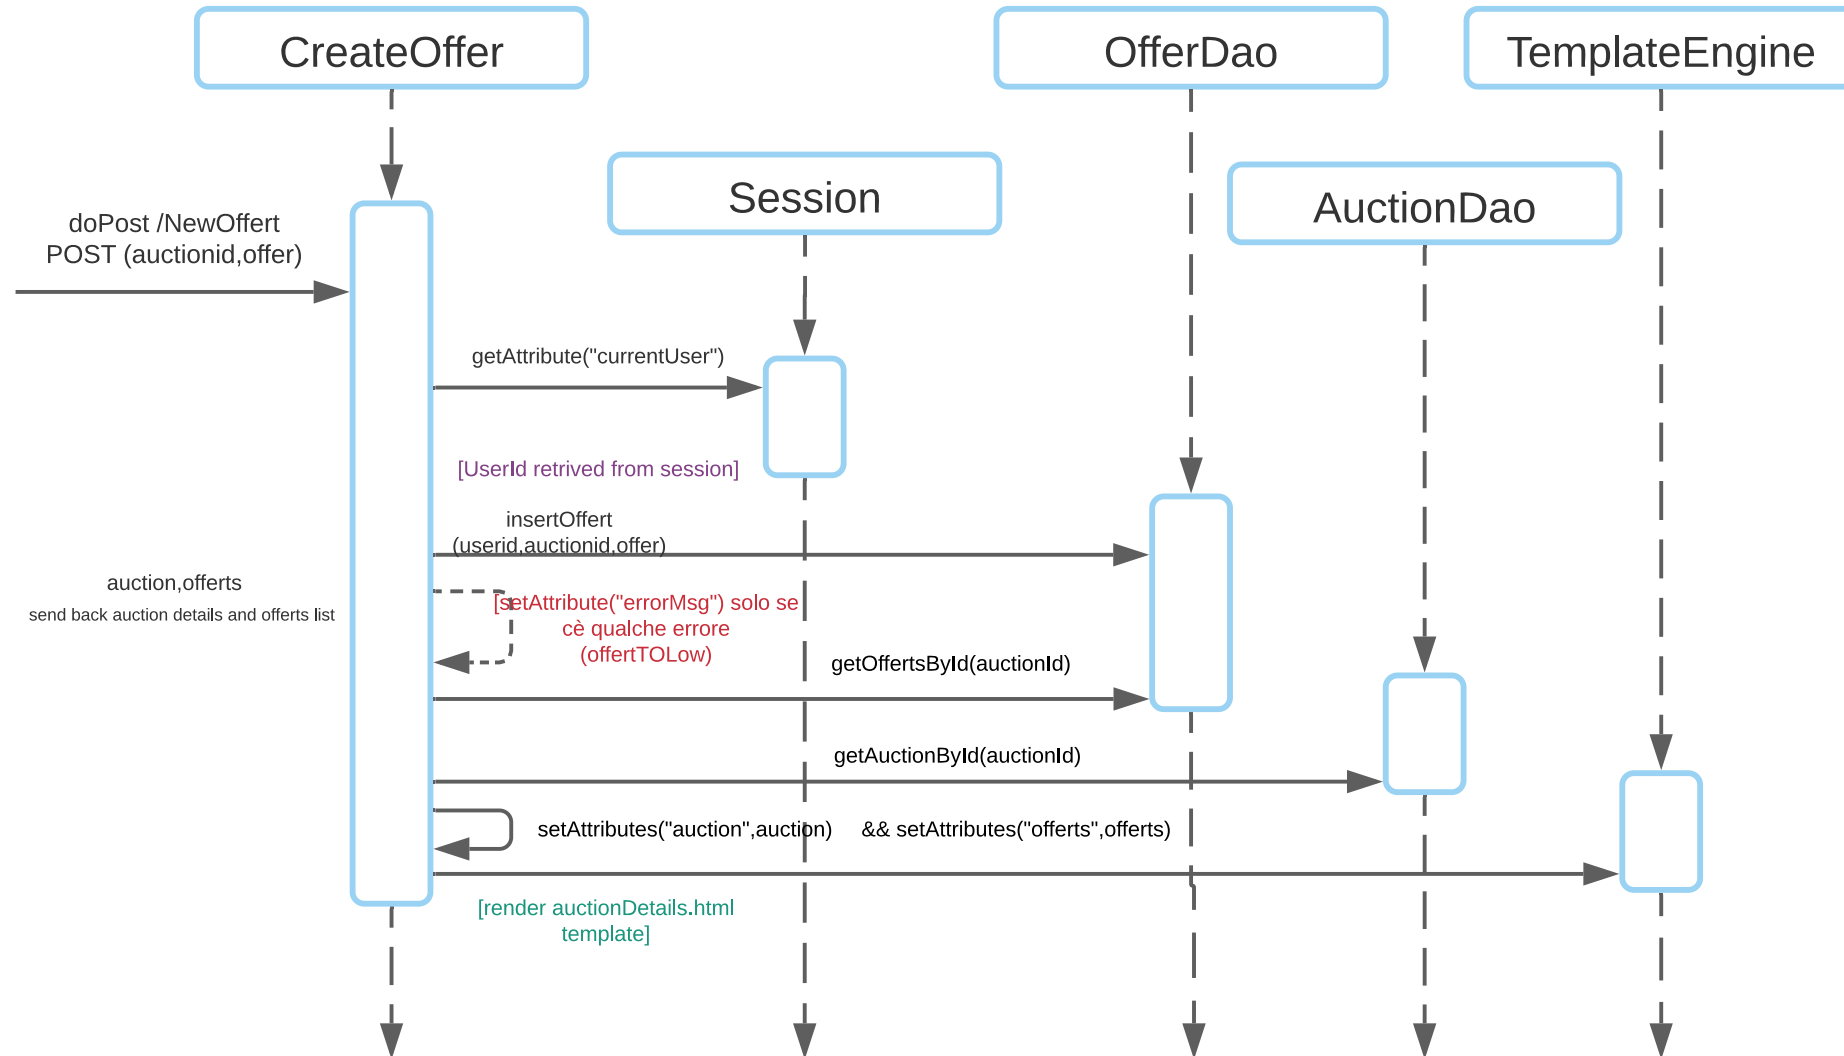 CreateOffer
OfferDao
TemplateEngine
Session
AuctionDao
doPost /NewOffert
POST (auctionid,offer)
getAttribute("currentUser")
[UserId retrived from session]
insertOffert
(userid,auctionid,offer)
auction,offerts
send back auction details and offerts list
[setAttribute("errorMsg") solo se
cè qualche errore
(offertTOLow)
getOffertsById(auctionId)
getAuctionById(auctionId)
setAttributes("auction",auction) && setAttributes("offerts",offerts)
[render auctionDetails.html
template]